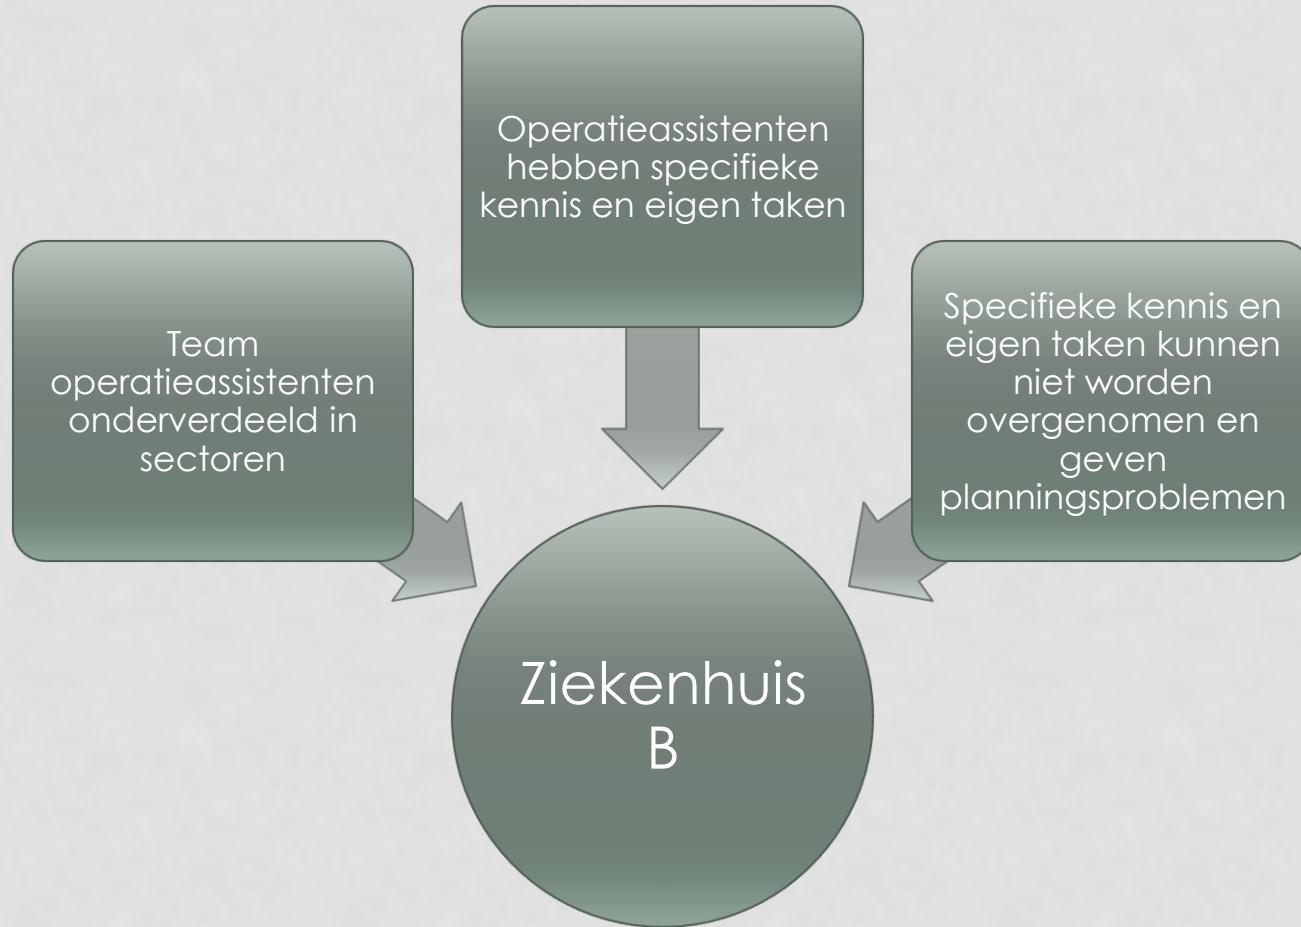 Team
operatieassistenten
onderverdeeld in
sectoren
Operatieassistenten
hebben specifieke
kennis en eigen taken
Specifieke kennis en
eigen taken kunnen
niet worden
overgenomen en
geven
planningsproblemen
Ziekenhuis
B